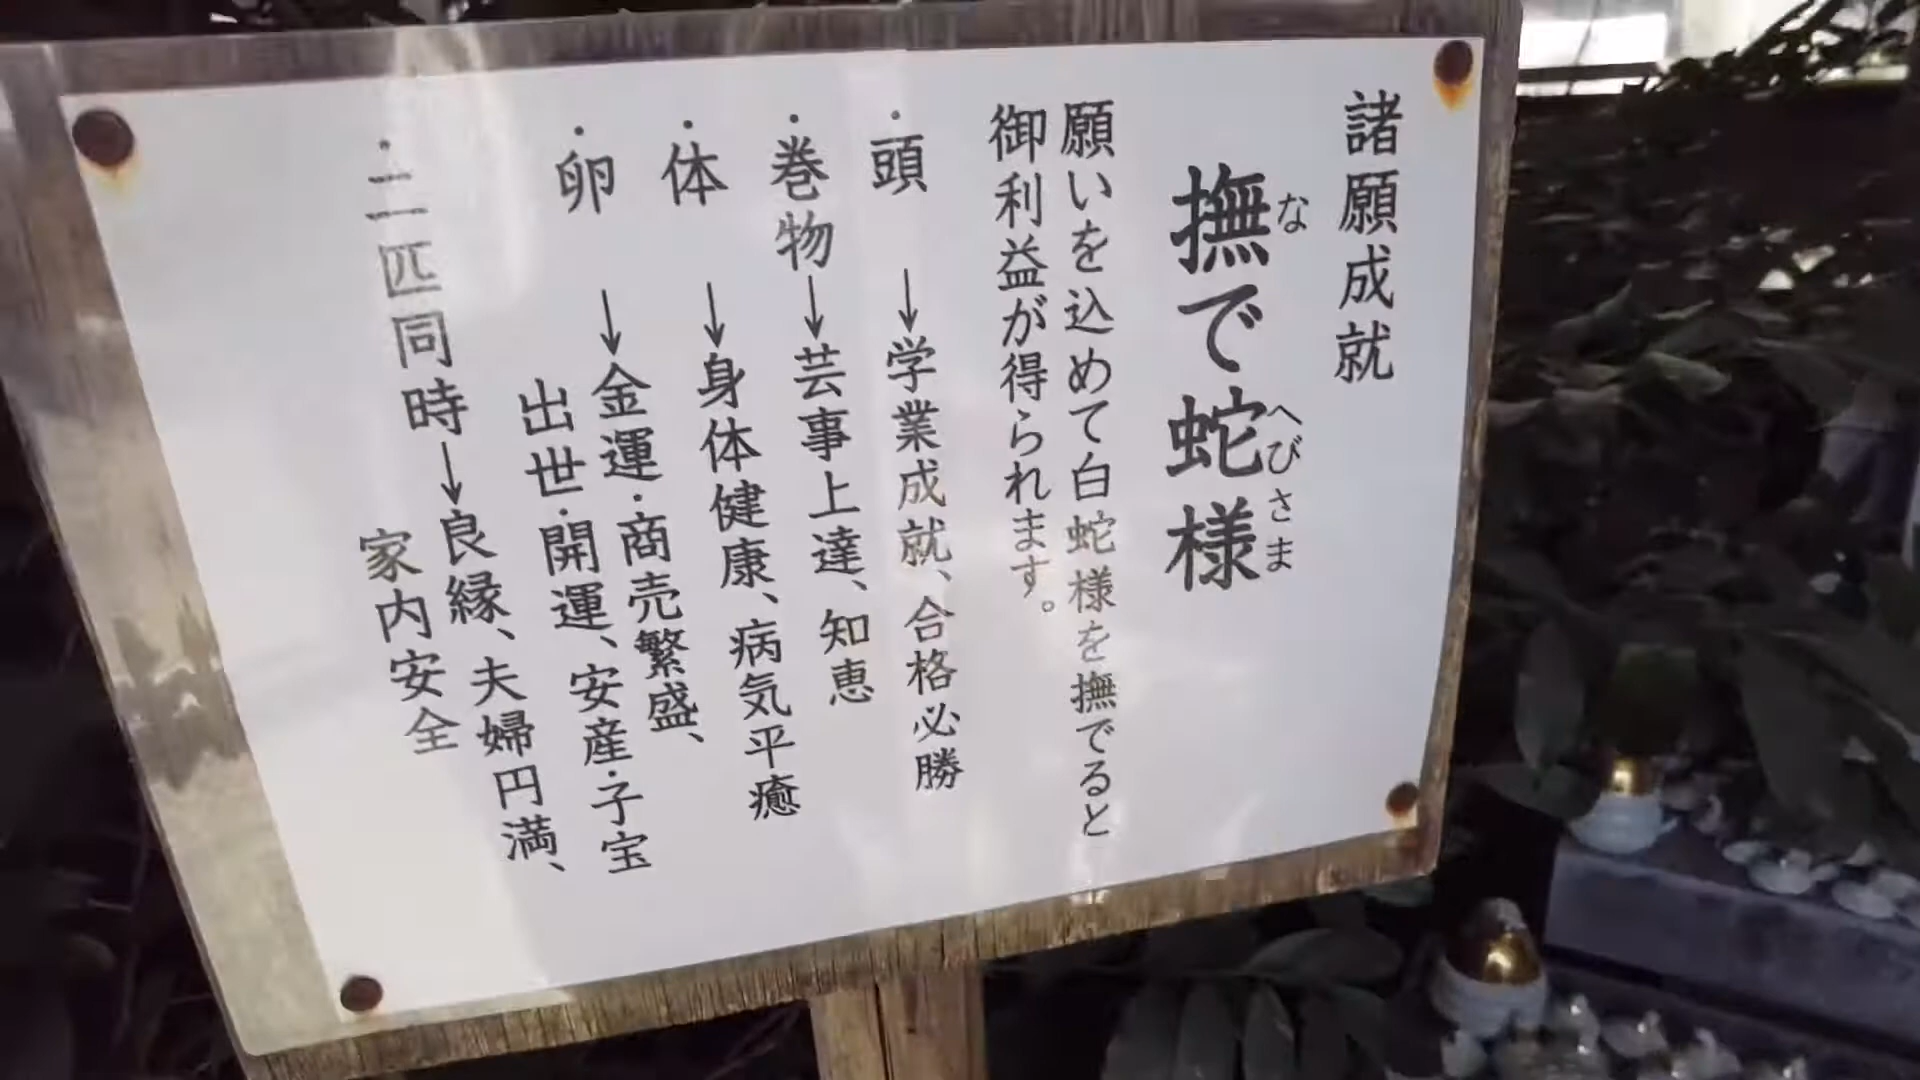 諸願成就
撫で蛇様
な　へびさま
願いを込めて白蛇様を撫でると
御利益が得られます。
・頭　→学業成就、合格必勝
・巻物→芸事上達、知恵
・体　→身体健康、病気平癒
・卵　→金運・商売繁盛、
出世・開運、安産・子宝
・二匹同時→良縁、夫婦円満、
家内安全